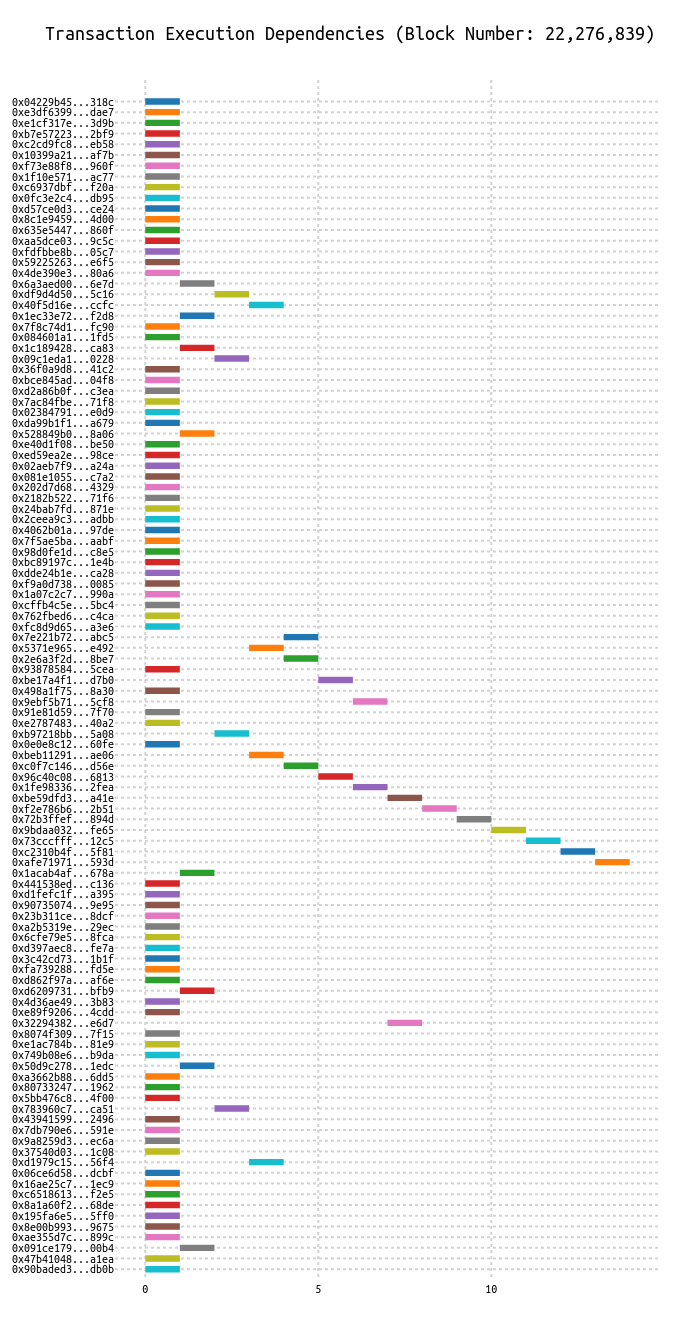 Transaction Execution Dependencies (Block Number: 22,276,839)
0x04229b45...318c
0xe3df6399...dae7
0xe1cf317e...3d9b
0xb7e57223...2bf9
0xc2cd9fc8...eb58
0x10399a21...af7b
0xf73e88f8...960f
0x1f10e571...ac77
0xc6937dbf...f20a
0x0fc3e2c4...db95
0xd57ce0d3...ce24
0x8c1e9459...4d00
0x635e5447...860f
0xaa5dce03...9c5c
0xfdfbbe8b...05c7
0x59225263...e6f5
0x4de390e3...80a6
0x6a3aed00...6e7d
0xdf9d4d50...5c16
0x40f5d16e...ccfc
0x1ec33e72...f2d8
0x7f8c74d1...fc90
0x084601a1...1fd5
0x1c189428...ca83
0x09c1eda1...0228
0x36f0a9d8...41c2
0xbce845ad...04f8
0xd2a86b0f...c3ea
0x7ac84fbe...71f8
0x02384791...e0d9
0xda99b1f1...a679
0x528849b0...8a06
0xe40d1f08...be50
0xed59ea2e...98ce
0x02aeb7f9...a24a
0x081e1055...c7a2
0x202d7d68...4329
0x2182b522...71f6
0x24bab7fd...871e
0x2ceea9c3...adbb
0x4062b01a...97de
0x7f5ae5ba...aabf
0x98d0fe1d...c8e5
0xbc89197c...1e4b
0xdde24b1e...ca28
0xf9a0d738...0085
0x1a07c2c7...990a
0xcffb4c5e...5bc4
0x762fbed6...c4ca
0xfc8d9d65...a3e6
0x7e221b72...abc5
0x5371e965...e492
0x2e6a3f2d...8be7
0x93878584...5cea
0xbe17a4f1...d7b0
0x498a1f75...8a30
0x9ebf5b71...5cf8
0x91e81d59...7f70
0xe2787483...40a2
0xb97218bb...5a08
0x0e0e8c12...60fe
0xbeb11291...ae06
0xc0f7c146...d56e
0x96c40c08...6813
0x1fe98336...2fea
0xbe59dfd3...a41e
0xf2e786b6...2b51
0x72b3ffef...894d
0x9bdaa032...fe65
0x73cccfff...12c5
0xc2310b4f...5f81
0xafe71971...593d
0x1acab4af...678a
0x441538ed...c136
0xd1fefc1f...a395
0x90735074...9e95
0x23b311ce...8dcf
0xa2b5319e...29ec
0x6cfe79e5...8fca
0xd397aec8...fe7a
0x3c42cd73...1b1f
0xfa739288...fd5e
0xd862f97a...af6e
0xd6209731...bfb9
0x4d36ae49...3b83
0xe89f9206...4cdd
0x32294382...e6d7
0x8074f309...7f15
0xe1ac784b...81e9
0x749b08e6...b9da
0x50d9c278...1edc
0xa3662b88...6dd5
0x80733247...1962
0x5bb476c8...4f00
0x783960c7...ca51
0x43941599...2496
0x7db790e6...591e
0x9a8259d3...ec6a
0x37540d03...1c08
0xd1979c15...56f4
0x06ce6d58...dcbf
0x16ae25c7...1ec9
0xc6518613...f2e5
0x8a1a60f2...68de
0x195fa6e5...5ff0
0x8e00b993...9675
0xae355d7c...899c
0x091ce179...00b4
0x47b41048...a1ea
0x90baded3...db0b
0 5 10